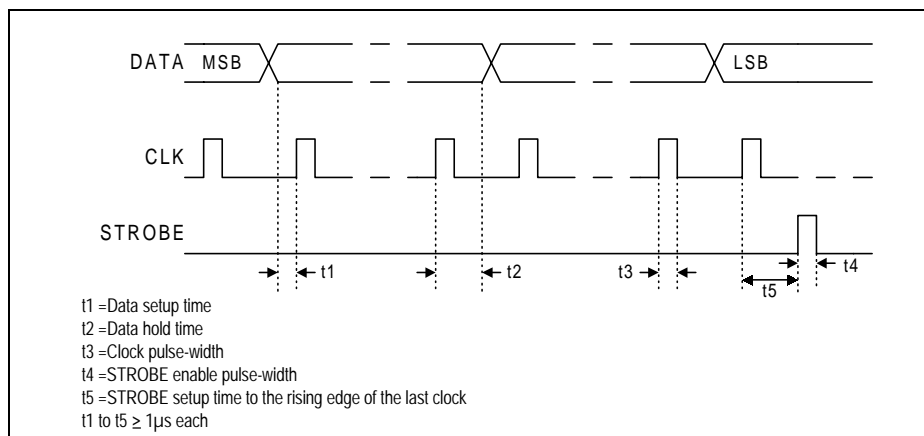 DATA MSB LSB
CLK
STROBE
t1 t2 t3 t4
t5
t1 =Data setup time
t2 =Data hold time
t3 =Clock pulse-width
t4 =STROBE enable pulse-width
t5 =STROBE setup time to the rising edge of the last clock
t1 to t5 ≥ 1µs each